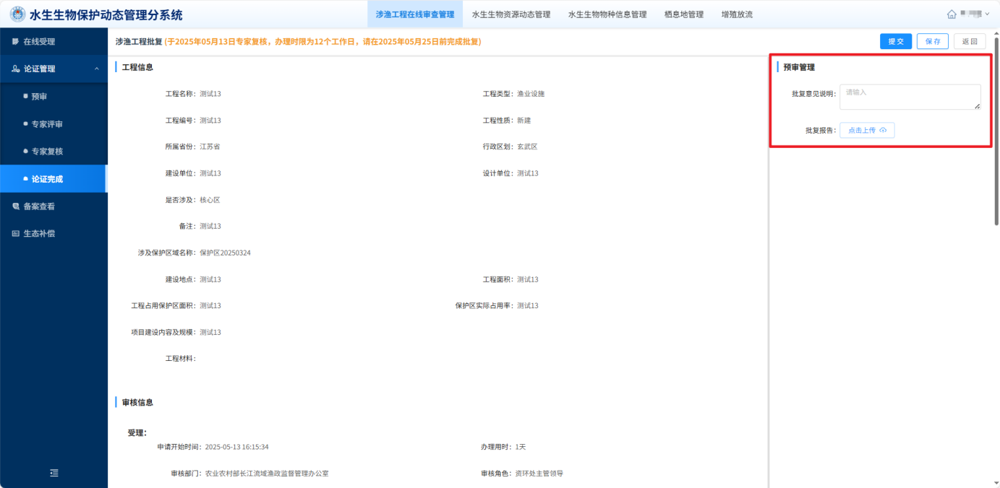 水生生物保护动态管理分系统
涉渔工程在线审查管理 水生生物资源动态管理 水生生物物种信息管理 栖息地管理 增殖放流
在线受理
论证管理
预审
专家评审
专家复核
论证完成
备案查看
生态补偿
涉渔工程批复 (于2025年05月13日专家复核，办理时限为12个工作日，请在2025年05月25日前完成批复)
提交 保存 返回
工程信息
工程名称：测试13 工程类型：渔业设施
工程编号：测试13 工程性质：新建
所属省份：江苏省 行政区划：玄武区
建设单位：测试13 设计单位：测试13
是否涉及：核心区
备注：测试13
涉及保护区域名称：保护区20250324
建设地点：测试13 工程面积：测试13
工程占用保护区面积：测试13 保护区实际占用率：测试13
项目建设内容及规模：测试13
工程材料：
审核信息
受理：
申请开始时间：2025-05-13 16:15:34 办理用时：1天
审核部门：农业农村部长江流域渔政监督管理办公室 审核角色：资环处主管领导
预审管理
批复意见说明：请输入
批复报告：点击上传